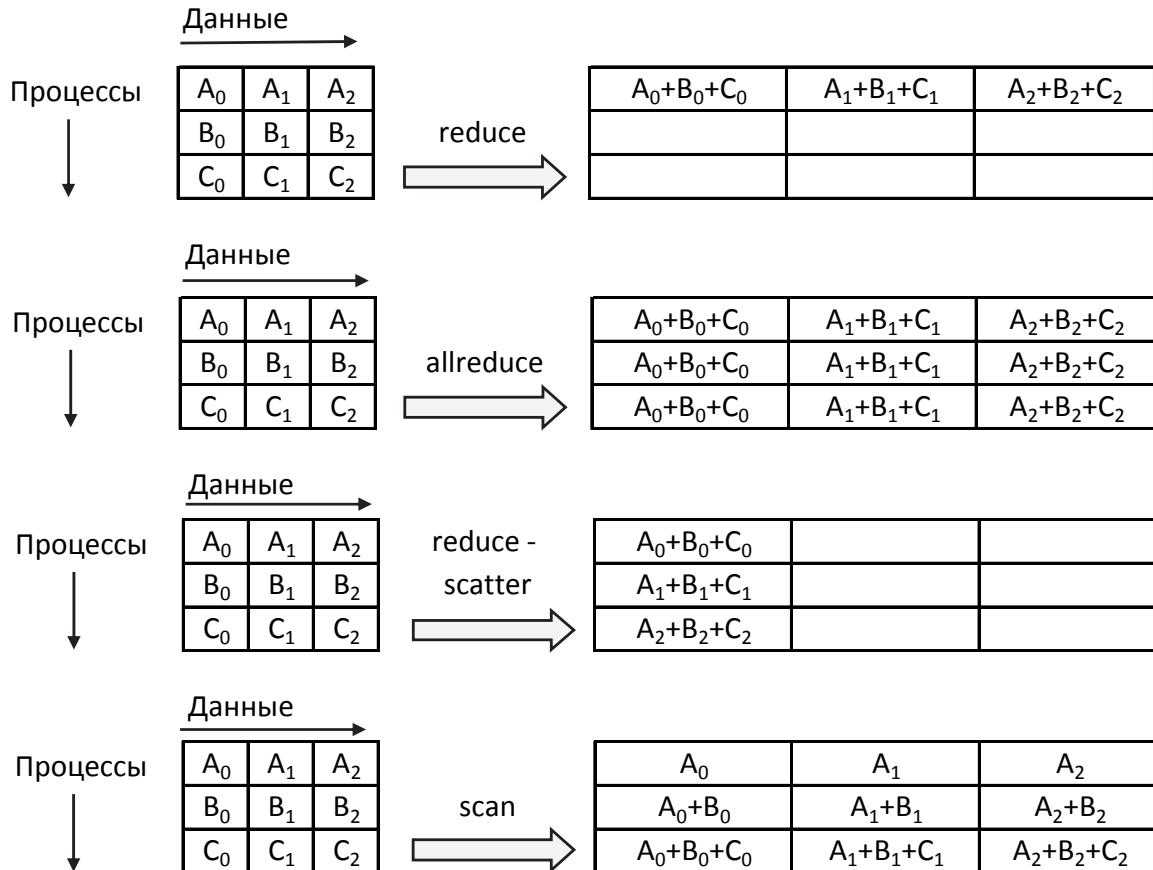 Данные
Процессы A₀ A₁ A₂ A₀+B₀+C₀ A₁+B₁+C₁ A₂+B₂+C₂
B₀ B₁ B₂ reduce
C₀ C₁ C₂
Данные
Процессы A₀ A₁ A₂ A₀+B₀+C₀ A₁+B₁+C₁ A₂+B₂+C₂
B₀ B₁ B₂ allreduce A₀+B₀+C₀ A₁+B₁+C₁ A₂+B₂+C₂
C₀ C₁ C₂ A₀+B₀+C₀ A₁+B₁+C₁ A₂+B₂+C₂
Данные
Процессы A₀ A₁ A₂ reduce - A₀+B₀+C₀
B₀ B₁ B₂ scatter A₁+B₁+C₁
C₀ C₁ C₂ A₂+B₂+C₂
Данные
Процессы A₀ A₁ A₂ A₀ A₁ A₂
B₀ B₁ B₂ scan A₀+B₀ A₁+B₁ A₂+B₂
C₀ C₁ C₂ A₀+B₀+C₀ A₁+B₁+C₁ A₂+B₂+C₂